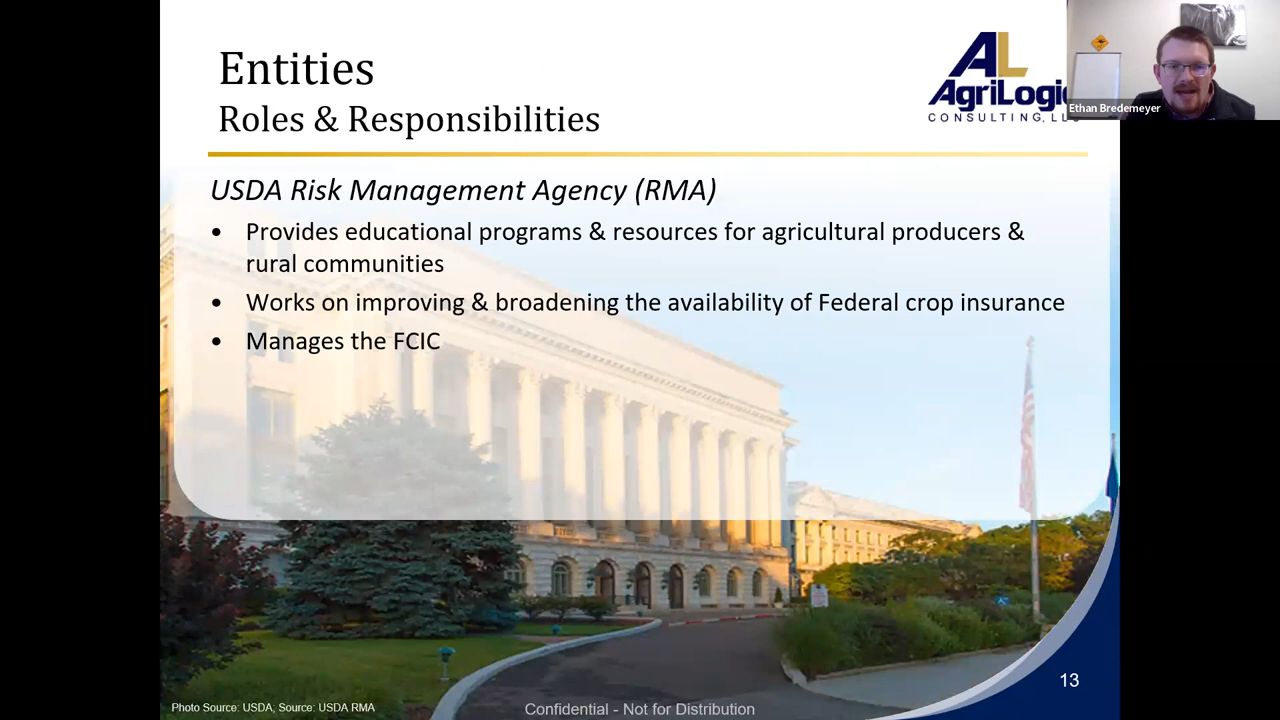 Entities
Roles & Responsibilities
AL
AgriLogic
CONSULTING, LL
Ethan Bredemeyer
USDA Risk Management Agency (RMA)
• Provides educational programs & resources for agricultural producers &
rural communities
• Works on improving & broadening the availability of Federal crop insurance
• Manages the FCIC
13
Photo Source: USDA; Source: USDA RMA
Confidential - Not for Distribution